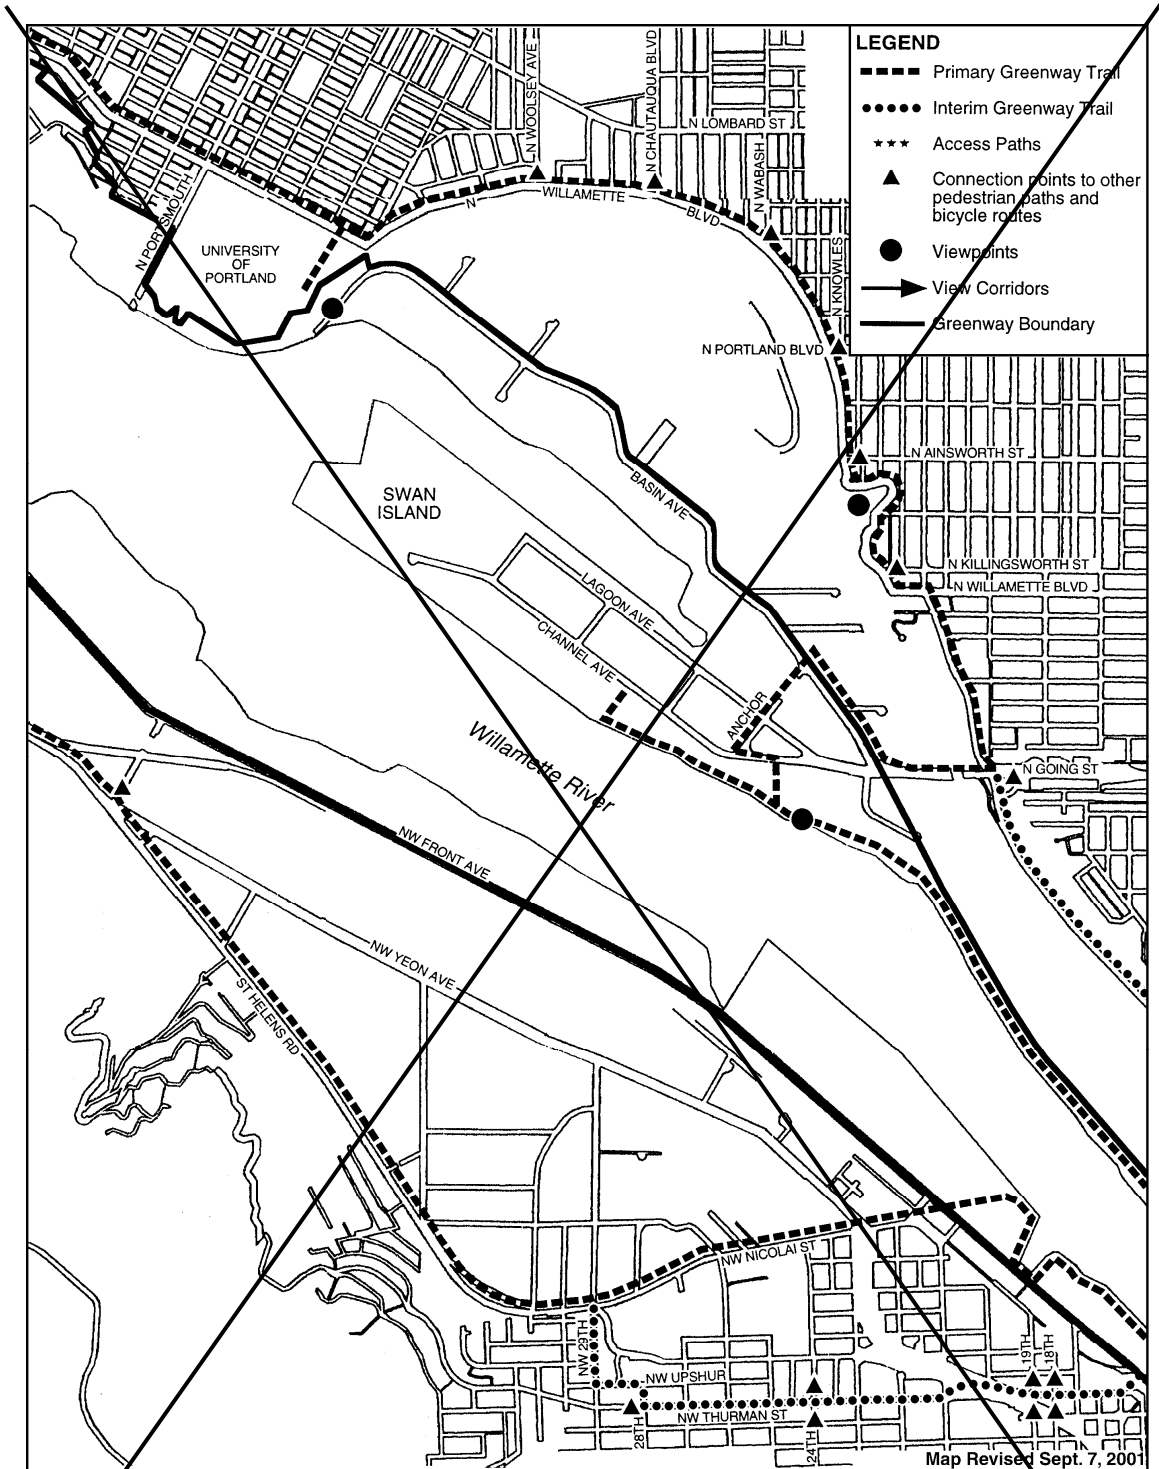 LEGEND
Primary Greenway Trail
Interim Greenway Trail
Access Paths
Connection points to other
pedestrian paths and
bicycle routes
Viewpoints
View Corridors
Greenway Boundary
N WOOLSEY AVE
N CHAUTAUQUA BLVD
N LOMBARD ST
N WABASH
N WILLAMETTE BLVD
N KNOWLES
N PORTSMOUTH
UNIVERSITY
OF
PORTLAND
N PORTLAND BLVD
N AINSWORTH ST
BASIN AVE
SWAN
ISLAND
N KILLINGSWORTH ST
N WILLAMETTE BLVD
LAGOON AVE
CHANNEL AVE
ANCHOR
Willamette River
N GOING ST
NW FRONT AVE
NW YEON AVE
ST HELENS RD
NW NICOLAI ST
NW 29TH
19TH
18TH
NW UPSHUR
NW THURMAN ST
28TH
24TH
Map Revised Sept. 7, 2001